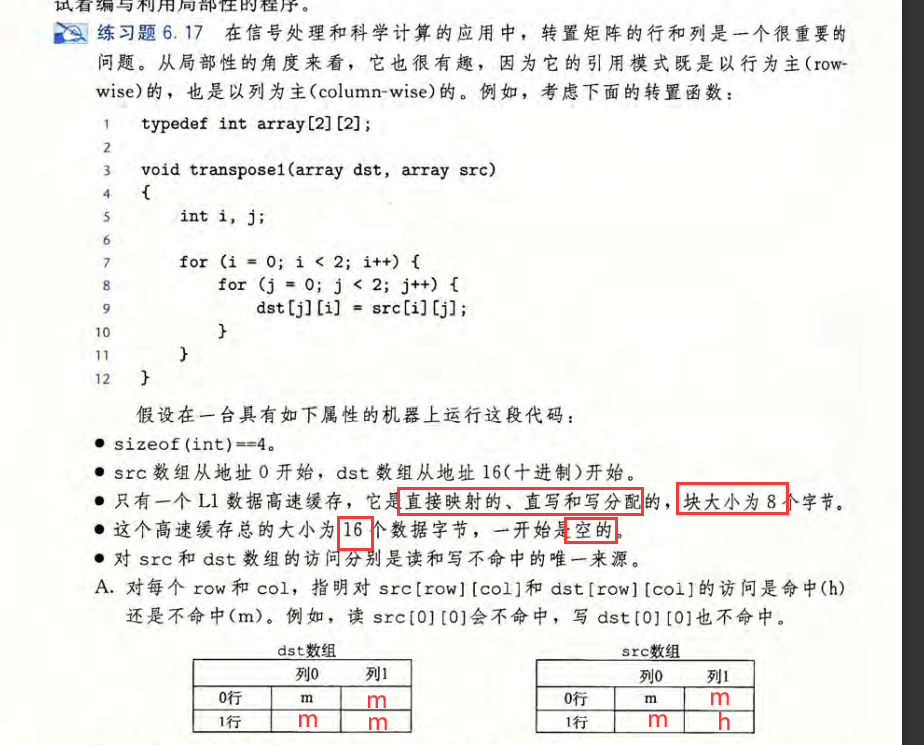 试着编写利用局部性的程序。
练习题 6.17 在信号处理和科学计算的应用中，转置矩阵的行和列是一个很重要的
问题。从局部性的角度来看，它也很有趣，因为它的引用模式既是以行为主(row-
wise)的，也是以列为主(column-wise)的。例如，考虑下面的转置函数：
1 typedef int array[2][2];
2
3 void transpose1(array dst, array src)
4 {
5 int i, j;
6
7 for (i = 0; i < 2; i++) {
8 for (j = 0; j < 2; j++) {
9 dst[j][i] = src[i][j];
10 }
11 }
12 }
假设在一台具有如下属性的机器上运行这段代码：
● sizeof(int)==4。
● src 数组从地址 0 开始，dst 数组从地址 16(十进制)开始。
● 只有一个 L1 数据高速缓存，它是直接映射的、直写和写分配的，块大小为 8 个字节。
● 这个高速缓存总的大小为 16 个数据字节，一开始是空的。
● 对 src 和 dst 数组的访问分别是读和写不命中的唯一来源。
A. 对每个 row 和 col，指明对 src[row][col]和 dst[row][col]的访问是命中(h)
还是不命中(m)。例如，读 src[0][0]会不命中，写 dst[0][0]也不命中。
dst数组
列0 列1
0行 m m
1行 m m
src数组
列0 列1
0行 m m
1行 m h